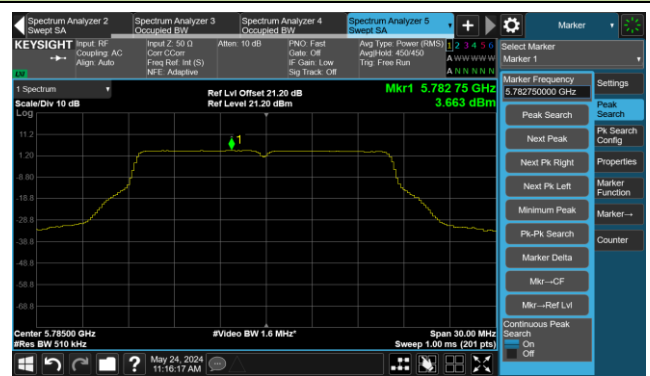 Spectrum Analyzer 2
Swept SA
Spectrum Analyzer 3
Occupied BW
Spectrum Analyzer 4
Occupied BW
Spectrum Analyzer 5
Swept SA
Marker
KEYSIGHT
Input: RF
Coupling: AC
Align: Auto
Input Z: 50 Ω
Corr CCorr
Freq Ref: Int (S)
NFE: Adaptive
Atten: 10 dB
PNO: Fast
Gate: Off
IF Gain: Low
Sig Track: Off
Avg Type: Power (RMS)
Avg|Hold: 450/450
Trig: Free Run
1 2 3 4 5 6
A W W W W W
A N N N N N
Select Marker
Marker 1
1 Spectrum
Scale/Div 10 dB
Log
Ref Lvl Offset 21.20 dB
Ref Level 21.20 dBm
Mkr1 5.782 75 GHz
3.663 dBm
11.2
1.20
-8.80
-18.8
-28.8
-38.8
-48.8
-58.8
-68.8
1
Center 5.78500 GHz
#Res BW 510 kHz
#Video BW 1.6 MHz*
Span 30.00 MHz
Sweep 1.00 ms (201 pts)
Marker Frequency
5.782750000 GHz
Peak Search
Next Peak
Next Pk Right
Next Pk Left
Minimum Peak
Pk-Pk Search
Marker Delta
Mkr→CF
Mkr→Ref Lvl
Continuous Peak
Search
On
Off
Settings
Peak
Search
Pk Search
Config
Properties
Marker
Function
Marker→
Counter
?
May 24, 2024
11:16:17 AM